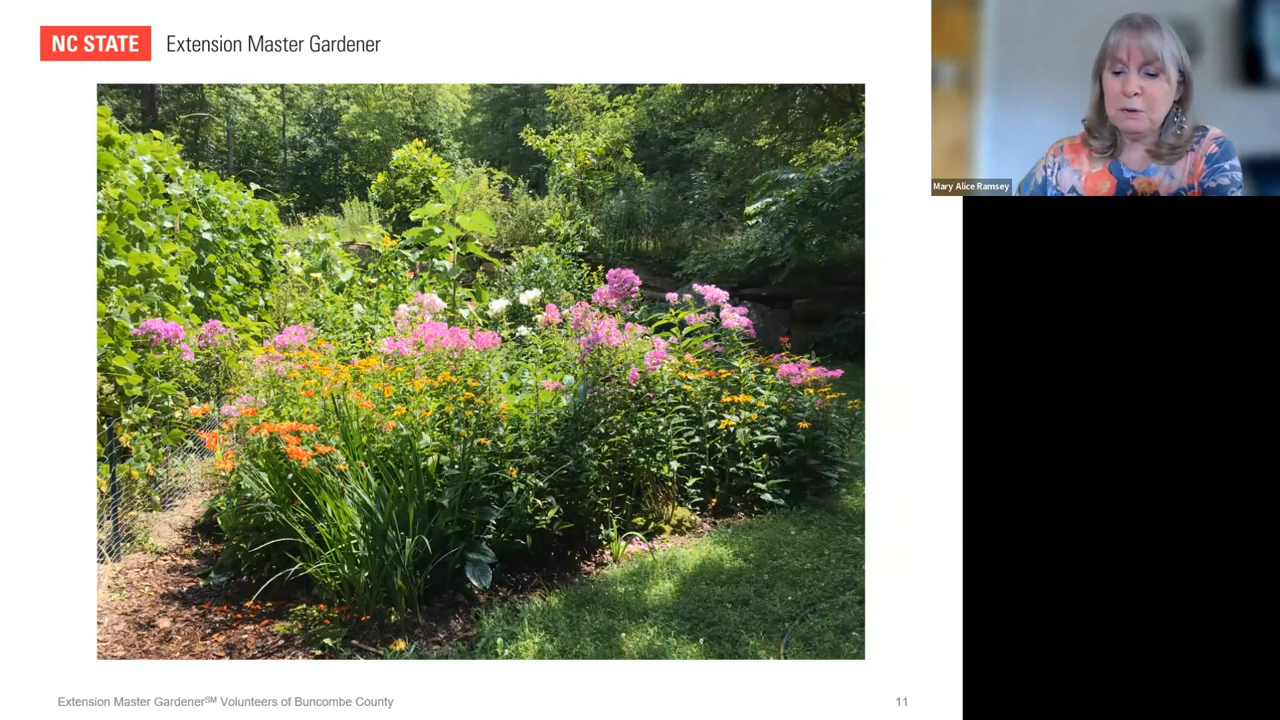 NC STATE Extension Master Gardener
Mary Alice Ramsey
Extension Master Gardener℠ Volunteers of Buncombe County
11